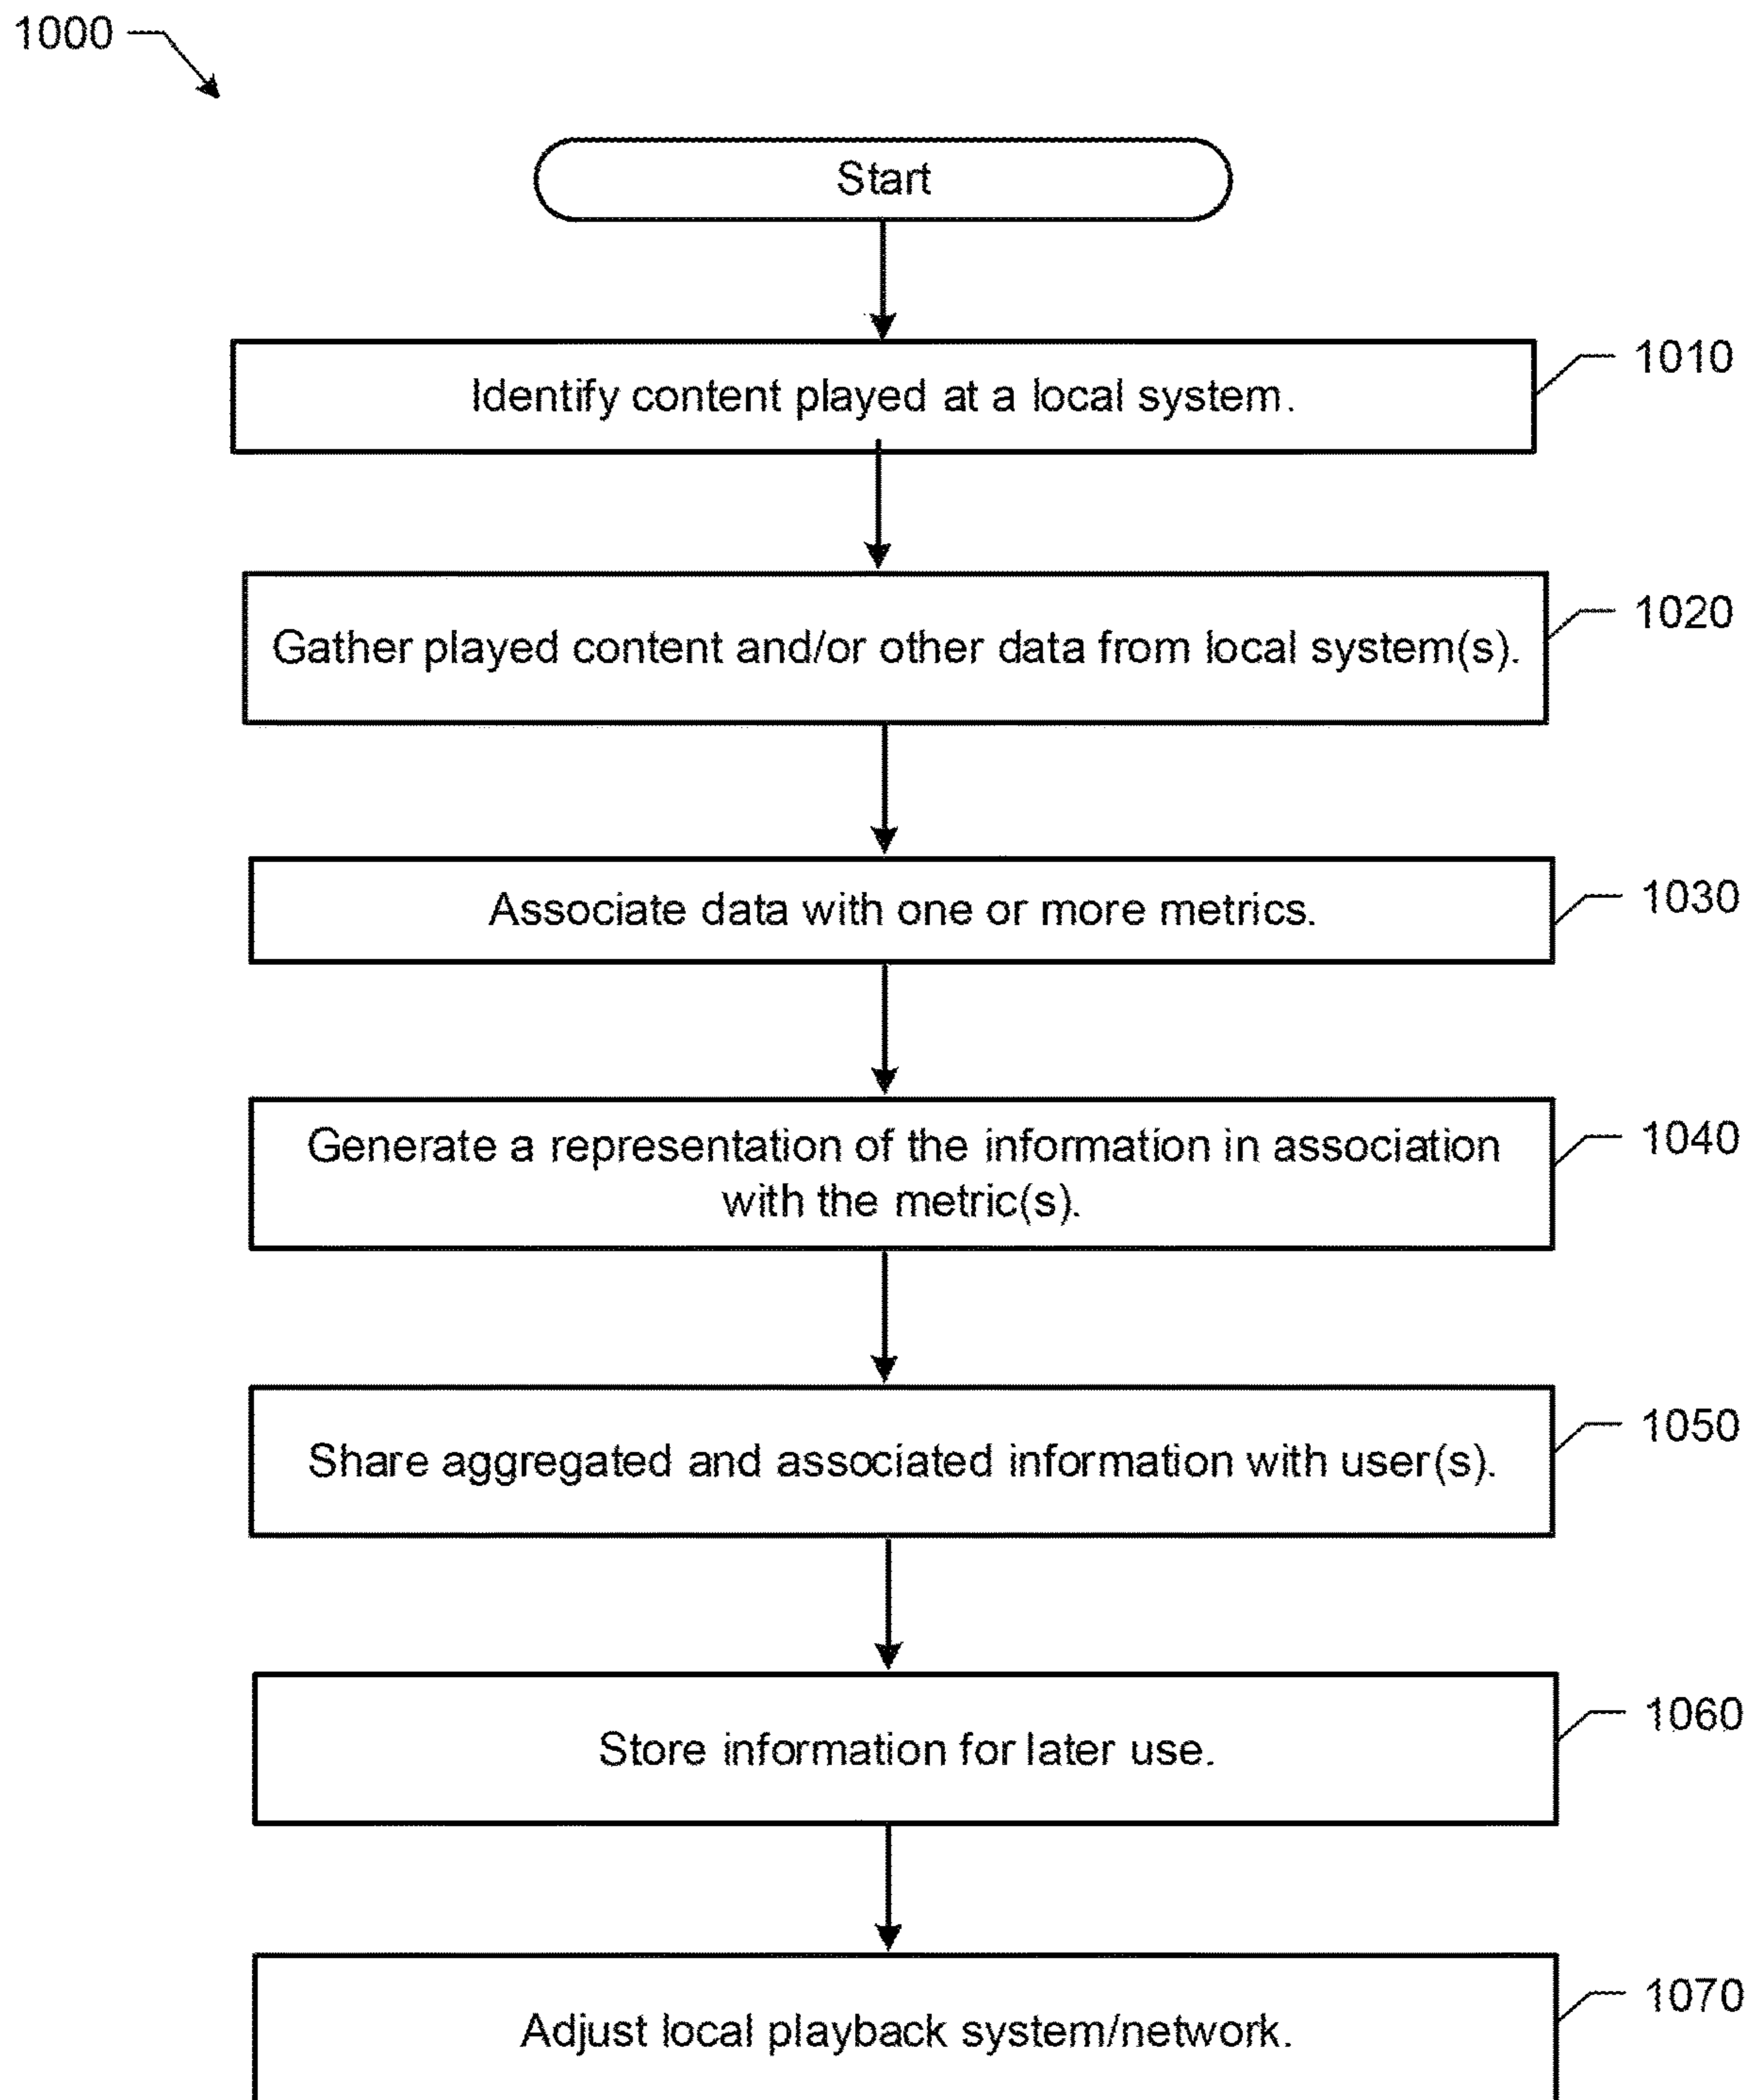 1000
Start
Identify content played at a local system.
1010
Gather played content and/or other data from local system(s).
1020
Associate data with one or more metrics.
1030
Generate a representation of the information in association
with the metric(s).
1040
Share aggregated and associated information with user(s).
1050
Store information for later use.
1060
Adjust local playback system/network.
1070